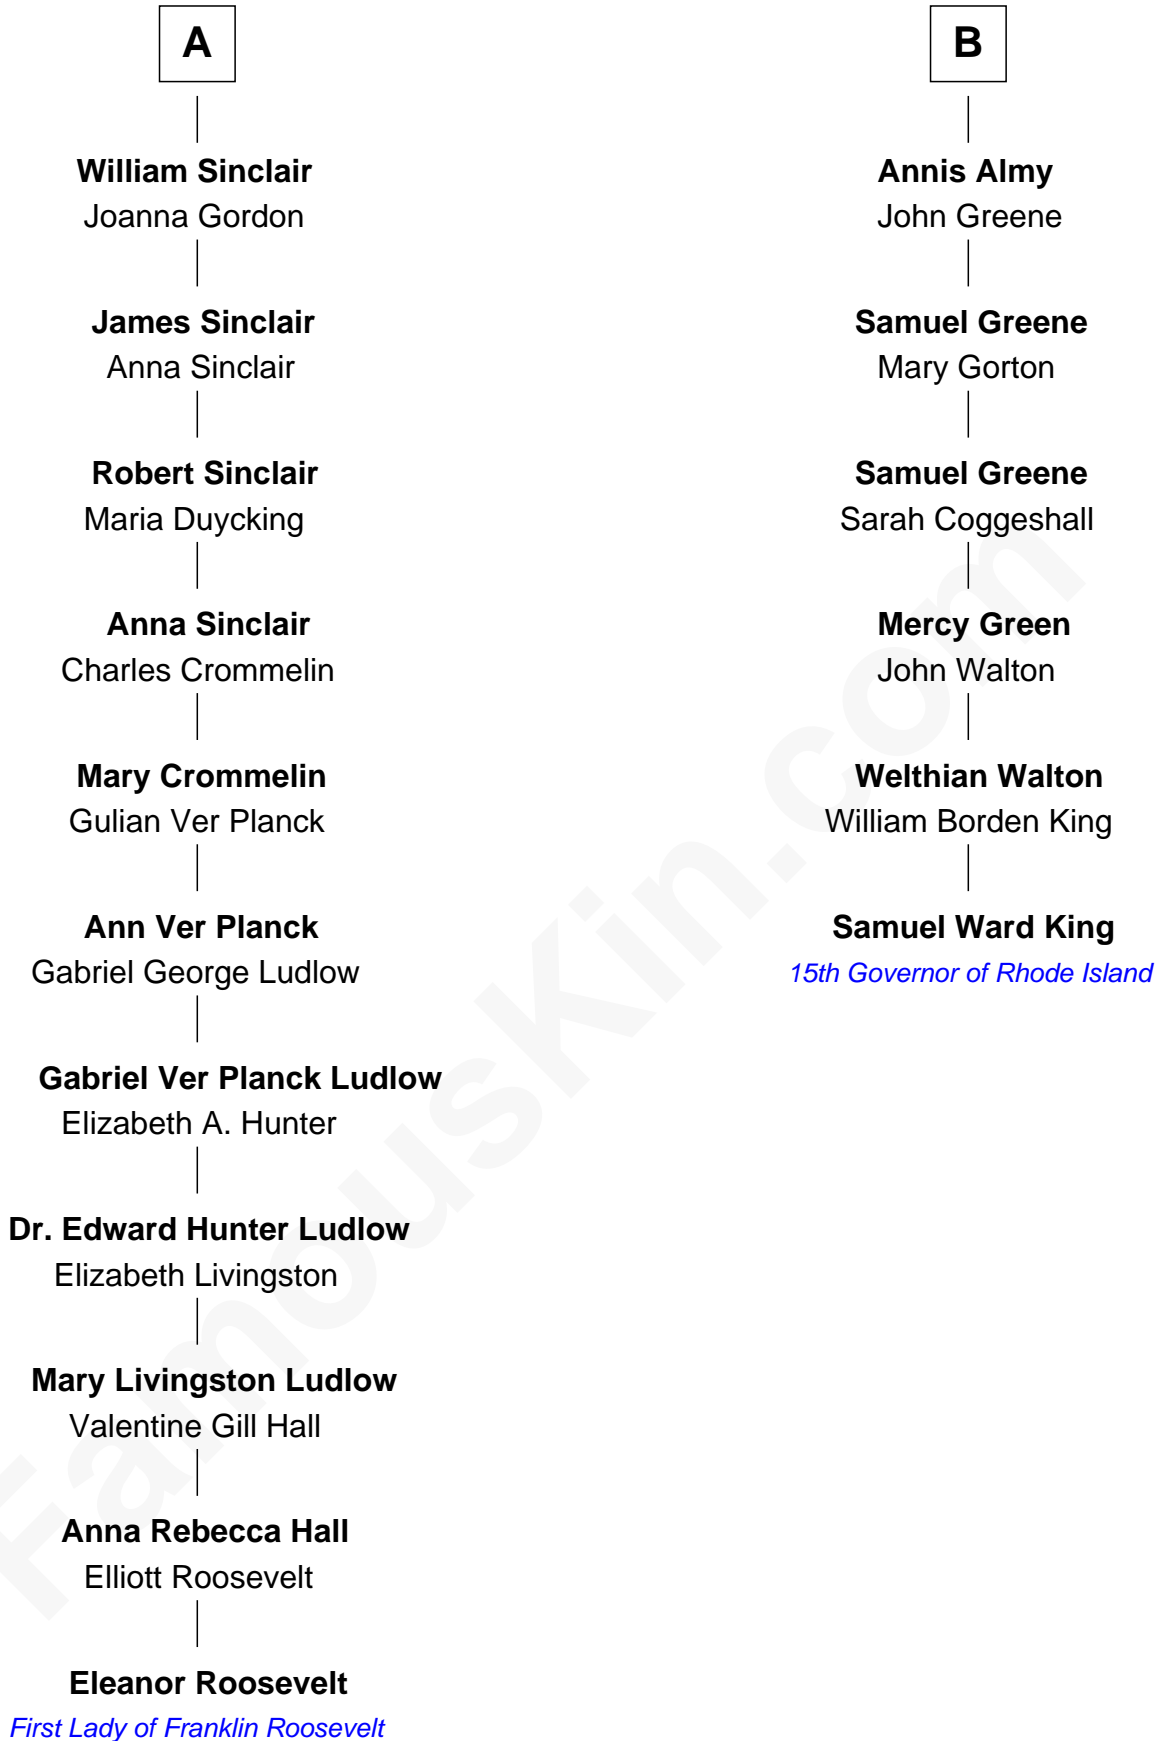 A
William Sinclair
Joanna Gordon
James Sinclair
Anna Sinclair
Robert Sinclair
Maria Duycking
Anna Sinclair
Charles Crommelin
Mary Crommelin
Gulian Ver Planck
Ann Ver Planck
Gabriel George Ludlow
Gabriel Ver Planck Ludlow
Elizabeth A. Hunter
Dr. Edward Hunter Ludlow
Elizabeth Livingston
Mary Livingston Ludlow
Valentine Gill Hall
Anna Rebecca Hall
Elliott Roosevelt
Eleanor Roosevelt
First Lady of Franklin Roosevelt
B
Annis Almy
John Greene
Samuel Greene
Mary Gorton
Samuel Greene
Sarah Coggeshall
Mercy Green
John Walton
Welthian Walton
William Borden King
Samuel Ward King
15th Governor of Rhode Island
FamousKin.com